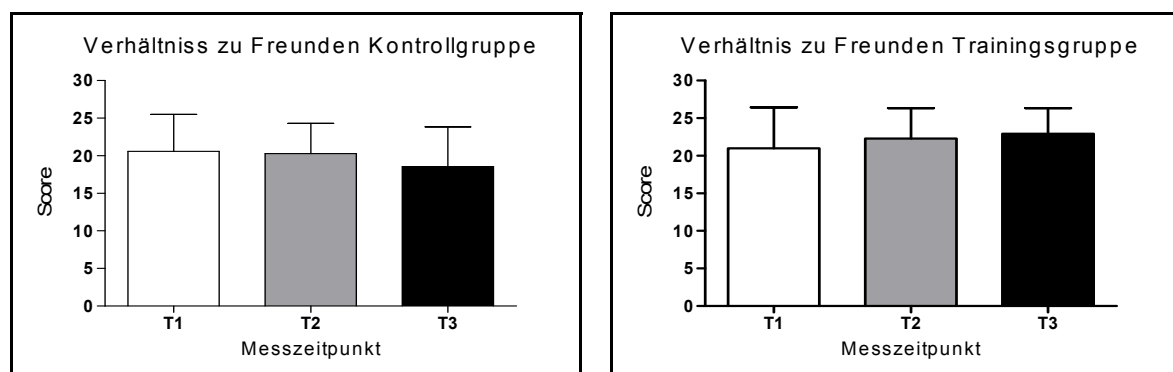 Verhältniss zu Freunden Kontrollgruppe
30
25
20
15
10
5
0
Score
T1 T2 T3
Messzeitpunkt
Verhältnis zu Freunden Trainingsgruppe
30
25
20
15
10
5
0
Score
T1 T2 T3
Messzeitpunkt